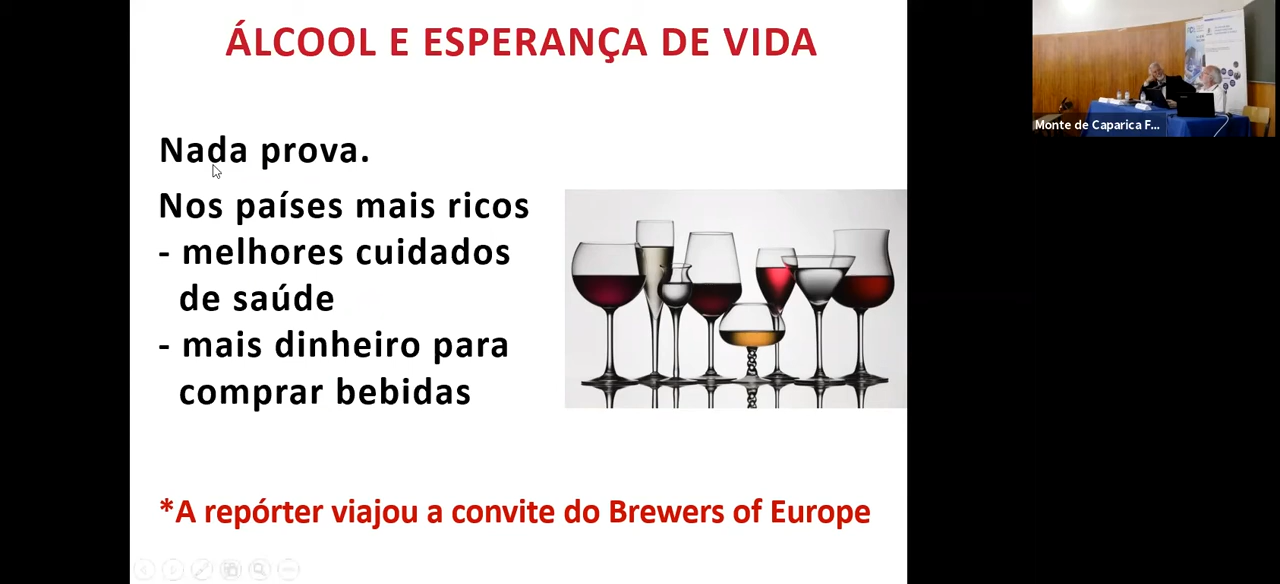 ÁLCOOL E ESPERANÇA DE VIDA
Nada prova.
Nos países mais ricos
- melhores cuidados
de saúde
- mais dinheiro para
comprar bebidas
*A repórter viajou a convite do Brewers of Europe
Monte de Caparica F...